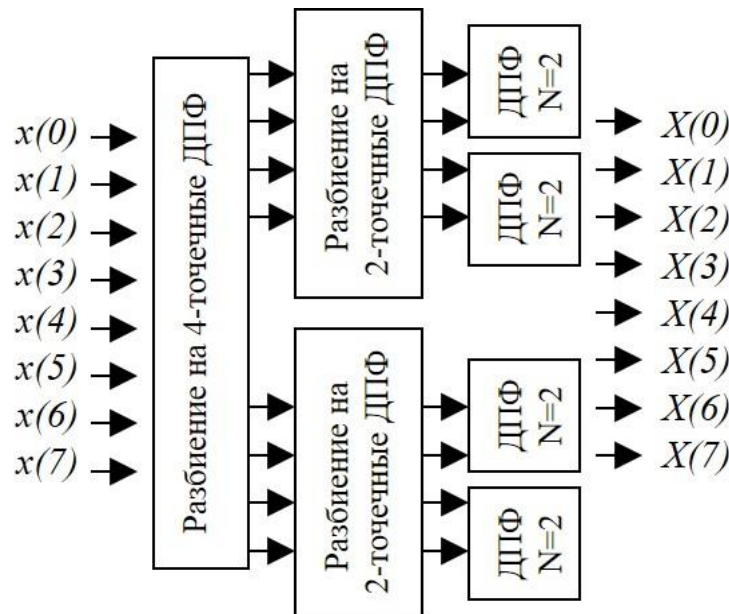 x(0)
x(1)
x(2)
x(3)
x(4)
x(5)
x(6)
x(7)
Разбиение на 4-точечные ДПФ
Разбиение на
2-точечные ДПФ
Разбиение на
2-точечные ДПФ
ДПФ
N=2
ДПФ
N=2
ДПФ
N=2
ДПФ
N=2
X(0)
X(1)
X(2)
X(3)
X(4)
X(5)
X(6)
X(7)